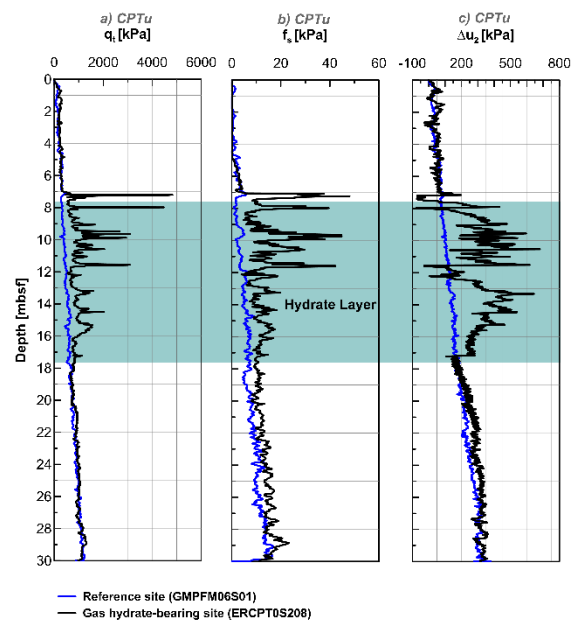 a) CPTu
b) CPTu
c) CPTu
qt [kPa]
fs [kPa]
Δu2 [kPa]
0 2000 4000 6000
0 20 40 60
-100 200 500 800
0
2
4
6
8
10
12
14
16
18
20
22
24
26
28
30
Depth [mbsf]
Hydrate Layer
Reference site (GMPFM06S01)
Gas hydrate-bearing site (ERCPT0S208)